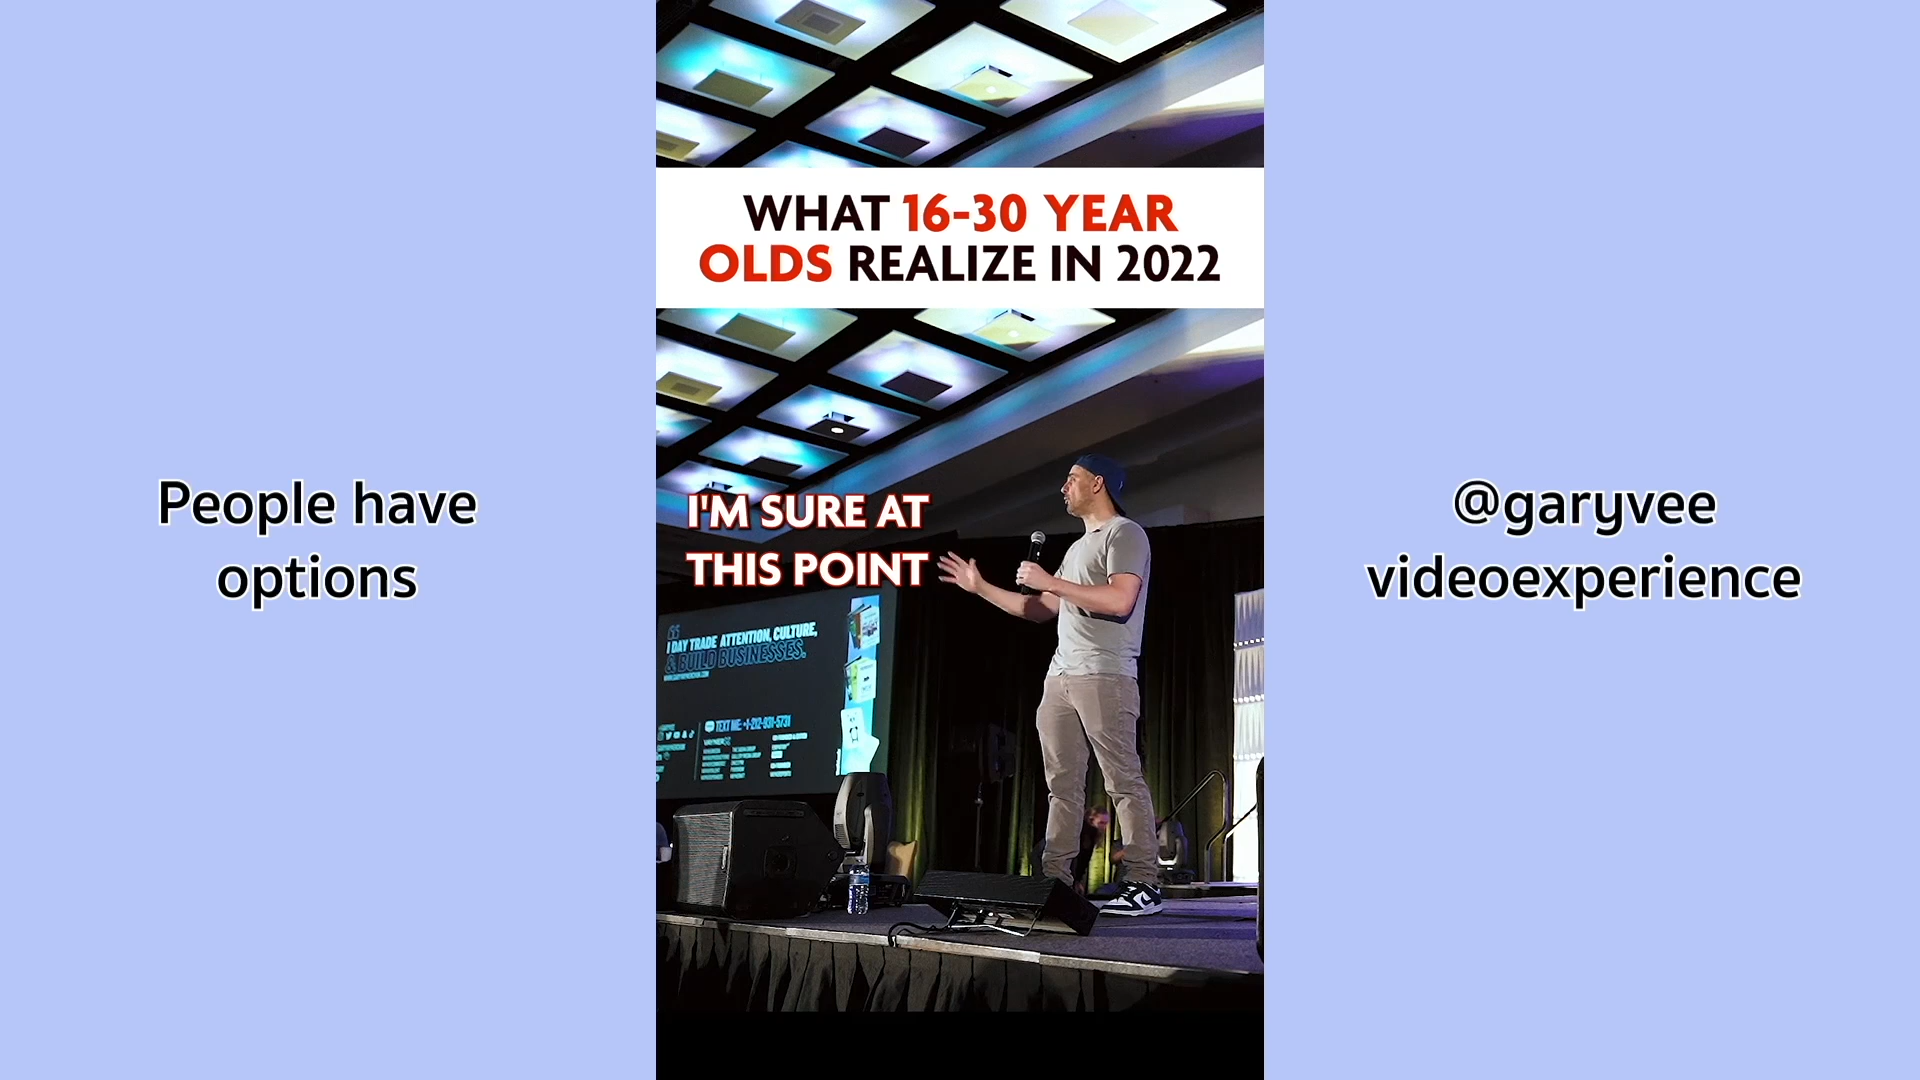 WHAT 16-30 YEAR
OLDS REALIZE IN 2022
People have
options
I'M SURE AT
THIS POINT
@garyvee
videoexperience
I DAY TRADE ATTENTION, CULTURE,
& BUILD BUSINESSES.
TEXT ME: +1-212-931-5731